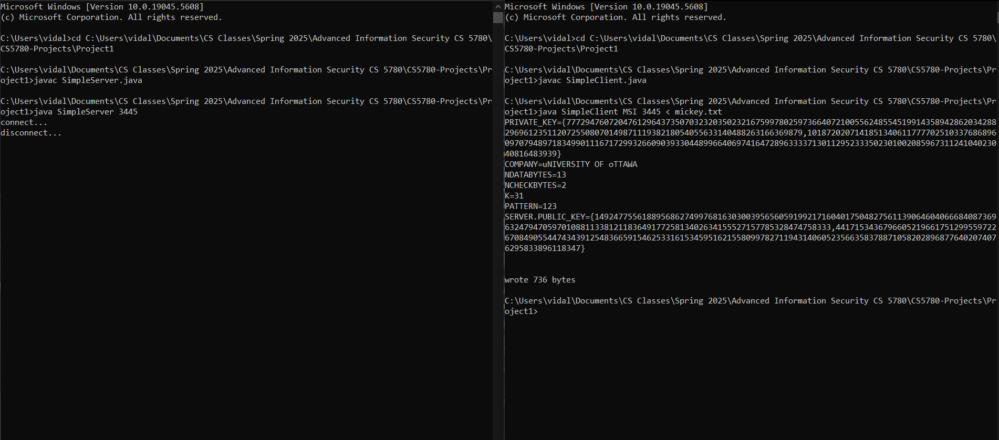 Microsoft Windows [Version 10.0.19045.5608]
(c) Microsoft Corporation. All rights reserved.
C:\Users\vidal>cd C:\Users\vidal\Documents\CS Classes\Spring 2025\Advanced Information Security CS 5780\
CS5780-Projects\Project1
C:\Users\vidal\Documents\CS Classes\Spring 2025\Advanced Information Security CS 5780\CS5780-Projects\Pr
oject1>javac SimpleServer.java
C:\Users\vidal\Documents\CS Classes\Spring 2025\Advanced Information Security CS 5780\CS5780-Projects\Pr
oject1>java SimpleServer 3445
connect...
disconnect...
Microsoft Windows [Version 10.0.19045.5608]
(c) Microsoft Corporation. All rights reserved.
C:\Users\vidal>cd C:\Users\vidal\Documents\CS Classes\Spring 2025\Advanced Information Security CS 5780\
CS5780-Projects\Project1
C:\Users\vidal\Documents\CS Classes\Spring 2025\Advanced Information Security CS 5780\CS5780-Projects\Pr
oject1>javac SimpleClient.java
C:\Users\vidal\Documents\CS Classes\Spring 2025\Advanced Information Security CS 5780\CS5780-Projects\Pr
oject1>java SimpleClient MSI 3445 < mickey.txt
PRIVATE_KEY={7772947607204761296437350703232035023216759978025973664072100556248554519914358942862034288
29696123511207255080701498711193821805405563314048826316636987​9,1018720207141851340611777702510337686896
09707948971834990111671729932660903933044899664069741647289633337130112952333502301002085967311241040230
40816483939}
COMPANY=uNIVERSITY OF oTTAWA
NDATABYTES=13
NCHECKBYTES=2
K=31
PATTERN=123
SERVER.PUBLIC_KEY={14924775561889568627499768163030039565605919921716040175048275611390646040666840873​69
63247947059701088113381211836491772581340263415552715778532847475833​3,44171534367966052196617512995597​22
67084905544743439125483665915462533161534595162155809978271194314060523566358378871058202896877640207407
6295833896118347}
wrote 736 bytes
C:\Users\vidal\Documents\CS Classes\Spring 2025\Advanced Information Security CS 5780\CS5780-Projects\Pr
oject1>